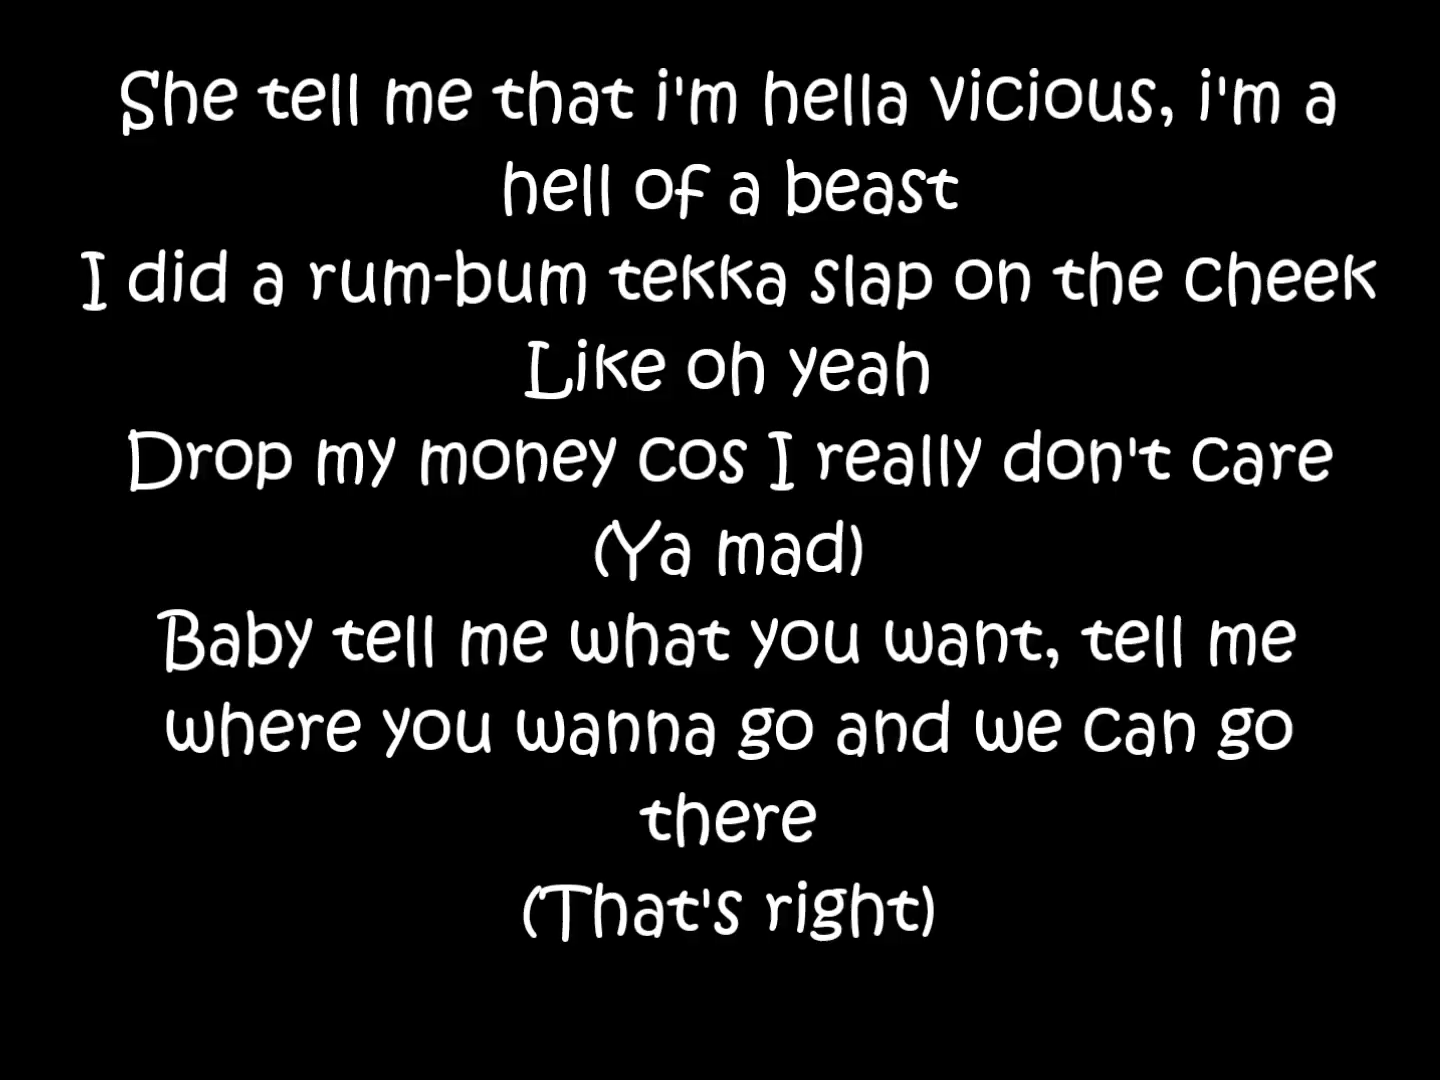 She tell me that i'm hella vicious, i'm a
hell of a beast
I did a rum-bum tekka slap on the cheek
Like oh yeah
Drop my money cos I really don't care
(Ya mad)
Baby tell me what you want, tell me
where you wanna go and we can go
there
(That's right)